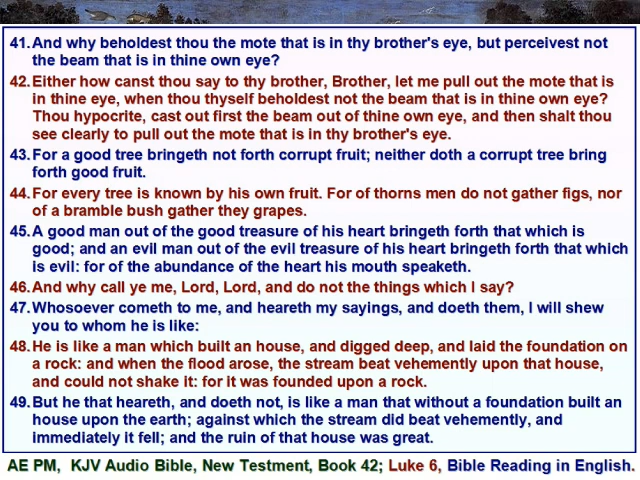 41. And why beholdest thou the mote that is in thy brother's eye, but perceivest not
the beam that is in thine own eye?
42. Either how canst thou say to thy brother, Brother, let me pull out the mote that is
in thine eye, when thou thyself beholdest not the beam that is in thine own eye?
Thou hypocrite, cast out first the beam out of thine own eye, and then shalt thou
see clearly to pull out the mote that is in thy brother's eye.
43. For a good tree bringeth not forth corrupt fruit; neither doth a corrupt tree bring
forth good fruit.
44. For every tree is known by his own fruit. For of thorns men do not gather figs, nor
of a bramble bush gather they grapes.
45. A good man out of the good treasure of his heart bringeth forth that which is
good; and an evil man out of the evil treasure of his heart bringeth forth that which
is evil: for of the abundance of the heart his mouth speaketh.
46. And why call ye me, Lord, Lord, and do not the things which I say?
47. Whosoever cometh to me, and heareth my sayings, and doeth them, I will shew
you to whom he is like:
48. He is like a man which built an house, and digged deep, and laid the foundation on
a rock: and when the flood arose, the stream beat vehemently upon that house,
and could not shake it: for it was founded upon a rock.
49. But he that heareth, and doeth not, is like a man that without a foundation built an
house upon the earth; against which the stream did beat vehemently, and
immediately it fell; and the ruin of that house was great.
AE PM, KJV Audio Bible, New Testment, Book 42; Luke 6, Bible Reading in English.